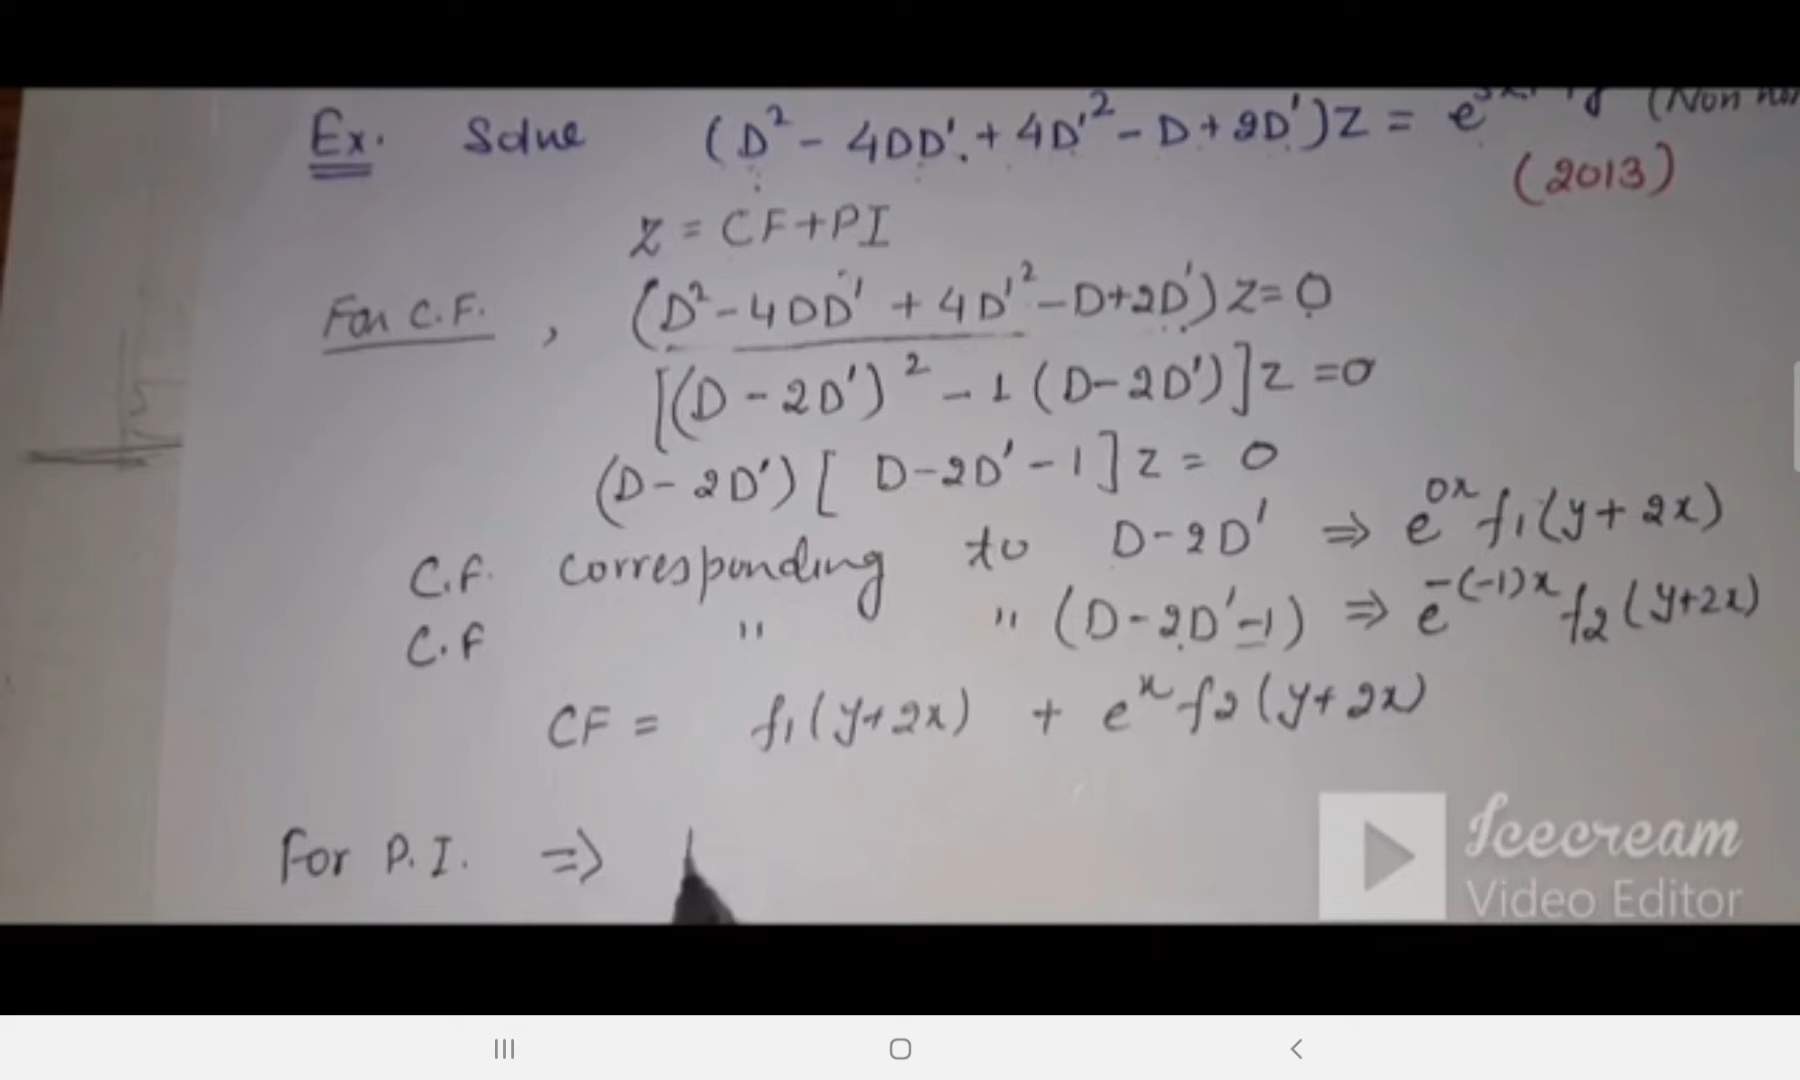 Ex. Solve (D² - 4DD' + 4D'² - D + 2D')Z = e (Non
(2013)
Z = CF+PI
For C.F. , (D² - 4DD' + 4D'² - D+2D') Z=0
[(D - 2D')² - 1 (D-2D')]Z =0
(D-2D') [ D-2D'-1] Z = 0
C.F. corresponding to D-2D' ⇒ e^0x f1(y+2x)
C.F " " (D-2D'-1) ⇒ e^-(-1)x f2(y+2x)
CF = f1(y+2x) + e^x f2(y+2x)
For P.I. ⇒
Icecream
Video Editor